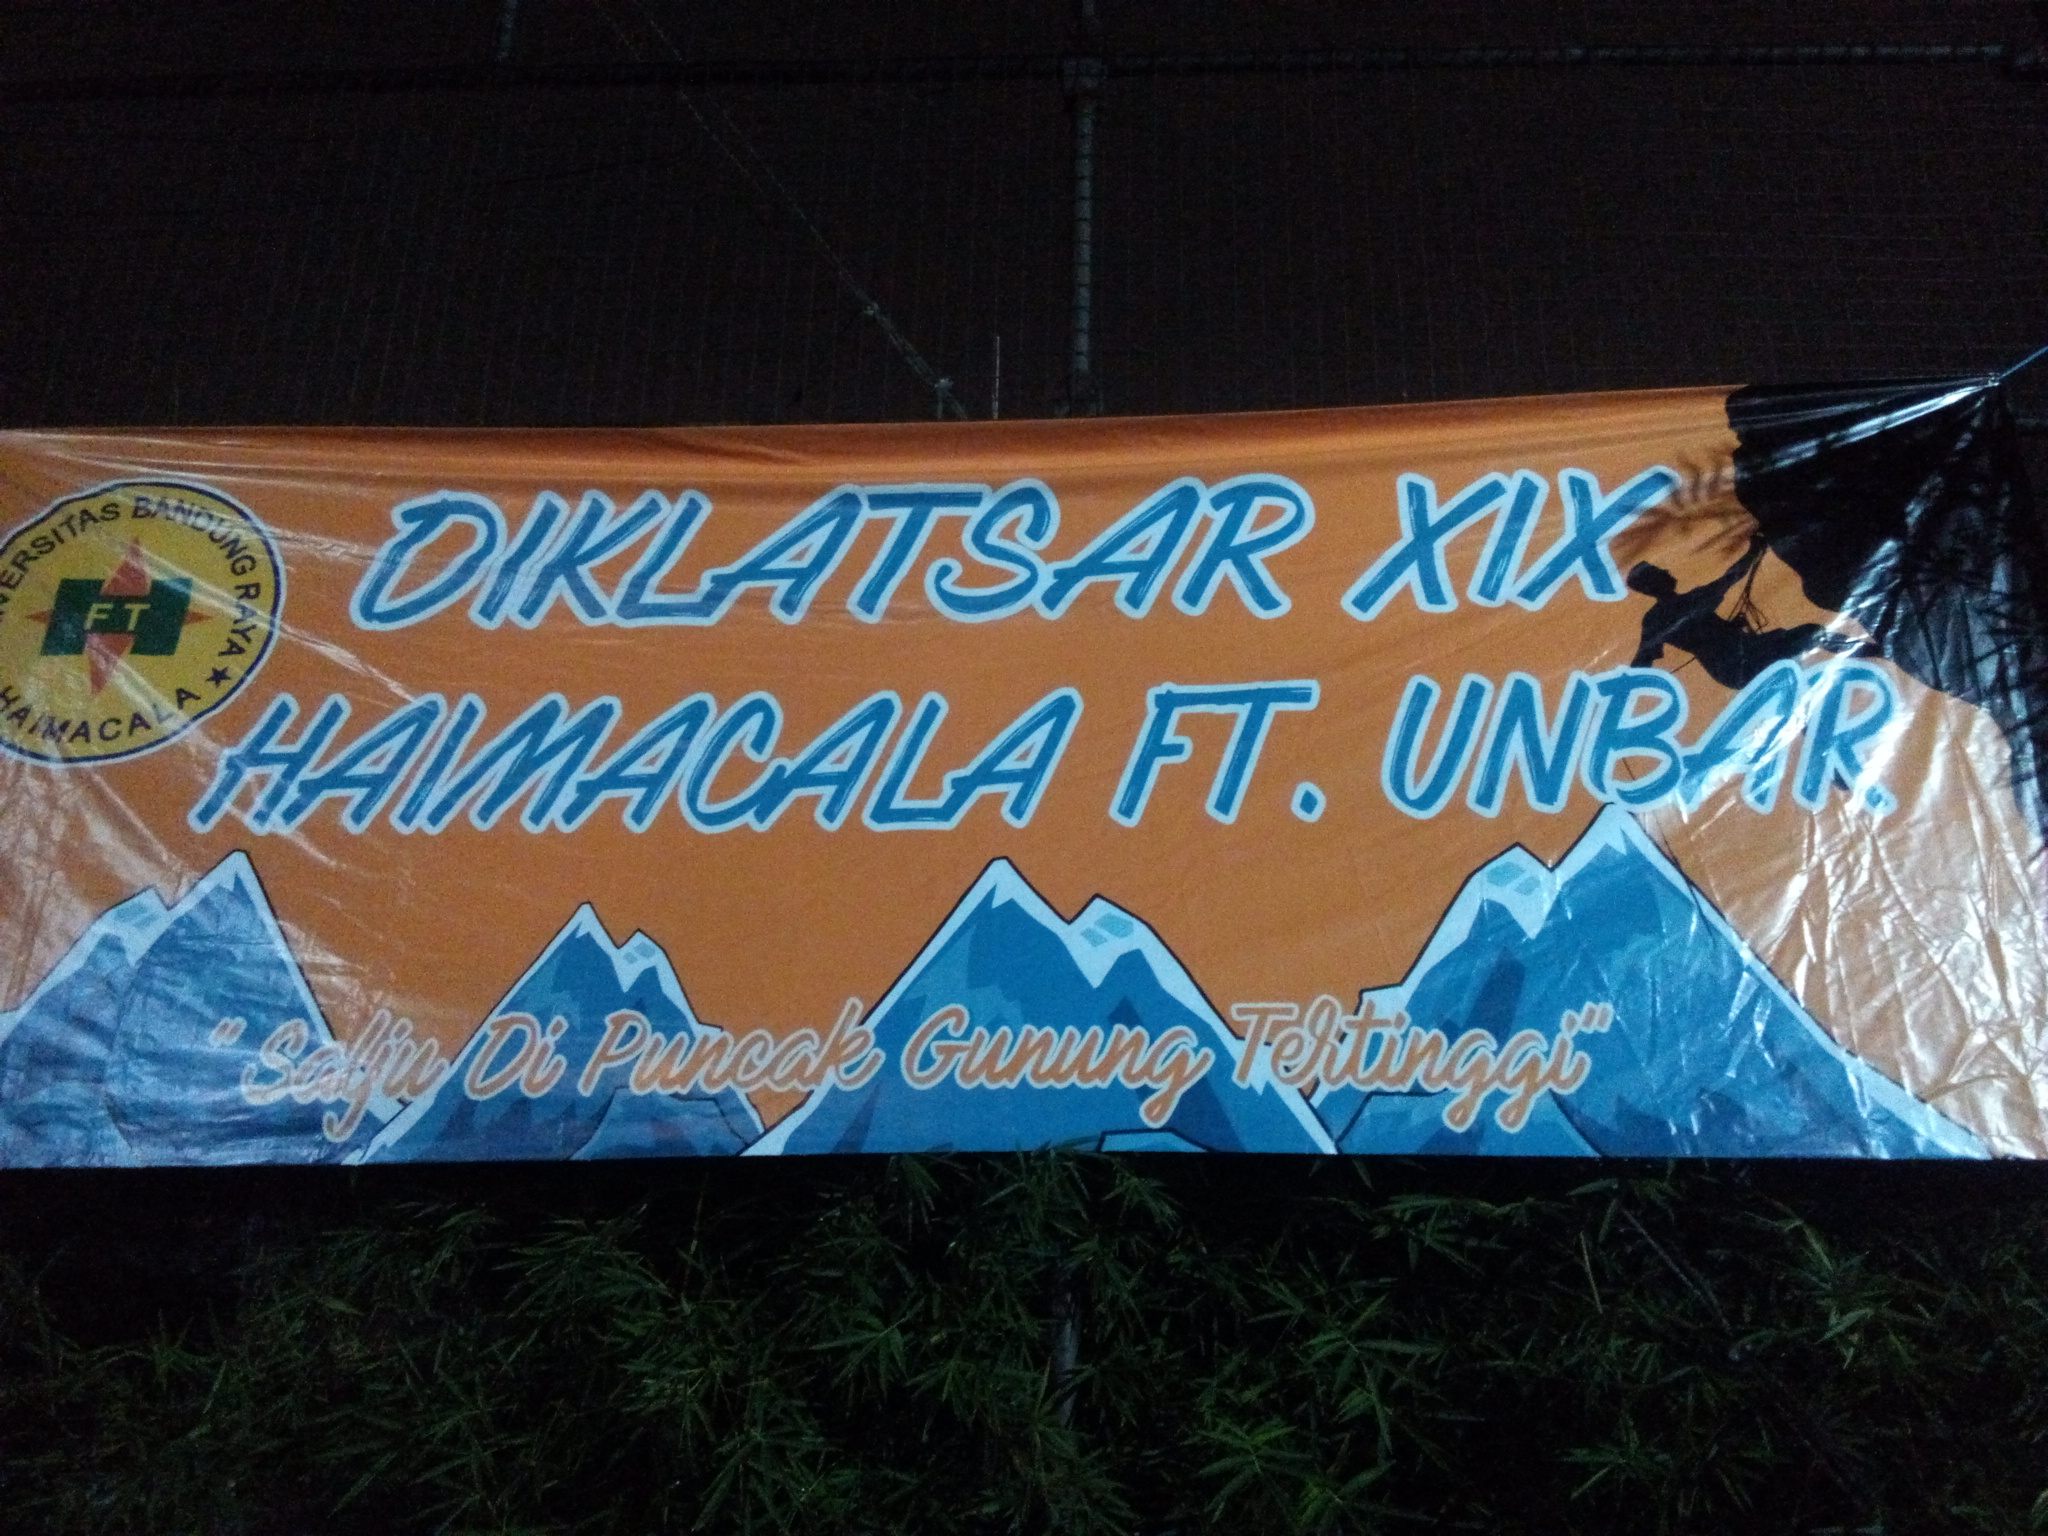 UNIVERSITAS BANDUNG RAYA
FT
HAIMACALA
DIKLATSAR XIX
HAIMACALA FT. UNBAR.
"Salju Di Puncak Gunung Tertinggi"